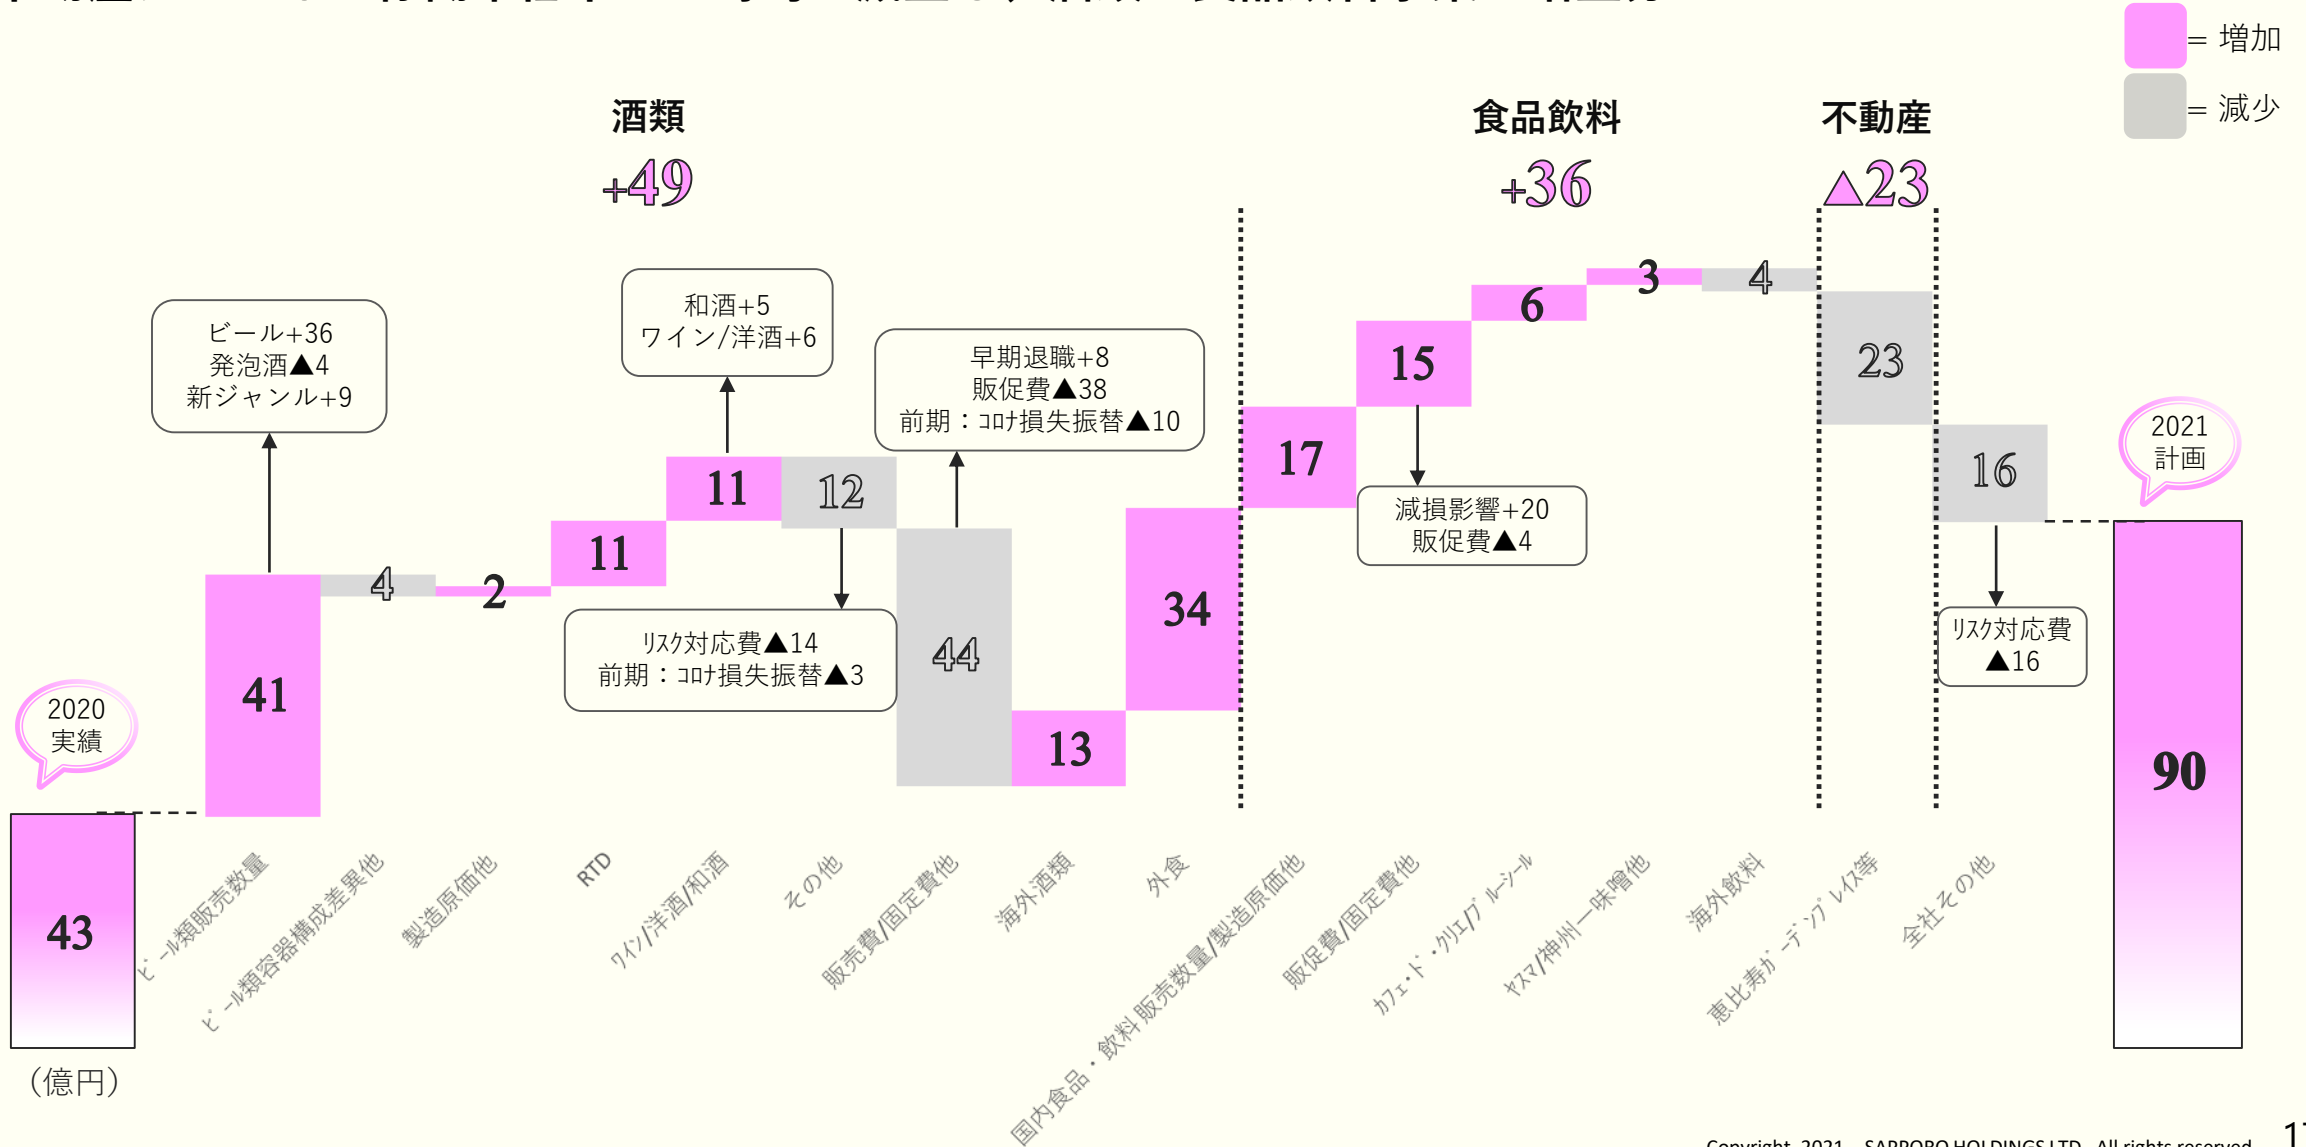 = 増加
= 減少
酒類
+49
食品飲料
+36
不動産
▲23
ビール+36
発泡酒▲4
新ジャンル+9
和酒+5
ワイン/洋酒+6
早期退職+8
販促費▲38
前期：ｺﾛﾅ損失振替▲10
減損影響+20
販促費▲4
リスク対応費▲14
前期：ｺﾛﾅ損失振替▲3
ﾘｽｸ対応費
▲16
2020
実績
2021
計画
43
41
4
2
11
11
12
44
13
34
17
15
6
3
4
23
16
90
ﾋﾞｰﾙ類販売数量
ﾋﾞｰﾙ類容器構成差異他
製造原価他
RTD
ﾜｲﾝ/洋酒/和酒
その他
販売費/固定費他
海外酒類
外食
国内食品・飲料 販売数量/製造原価他
販促費/固定費他
ｶﾌｪ・ﾄﾞ・ｸﾘｴ/ﾌﾞﾙｰｼｰﾙ
ﾔｽﾏ/神州一味噌他
海外飲料
恵比寿ｶﾞｰﾃﾞﾝﾌﾟﾚｲｽ等
全社その他
（億円）
Copyright, 2021 SAPPORO HOLDINGS LTD. All rights reserved